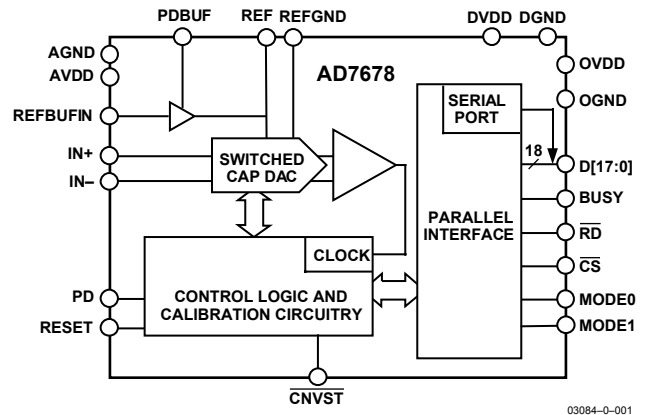 PDBUF REF REFGND DVDD DGND
AGND
AVDD
AD7678
OVDD
OGND
REFBUFIN
SERIAL
PORT
IN+
IN–
SWITCHED
CAP DAC
18
D[17:0]
BUSY
PARALLEL
INTERFACE
RD
CS
CLOCK
PD
RESET
CONTROL LOGIC AND
CALIBRATION CIRCUITRY
MODE0
MODE1
CNVST
03084–0–001